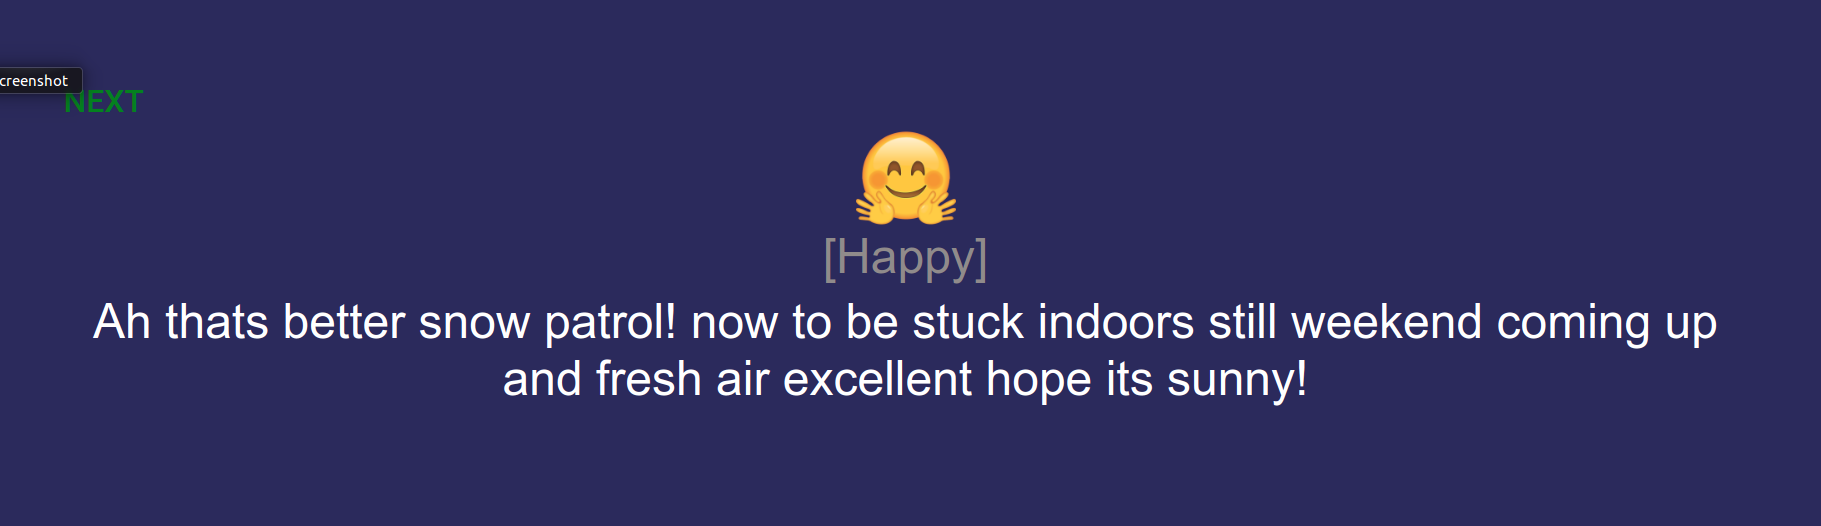 creenshot
NEXT
[Happy]
Ah thats better snow patrol! now to be stuck indoors still weekend coming up
and fresh air excellent hope its sunny!